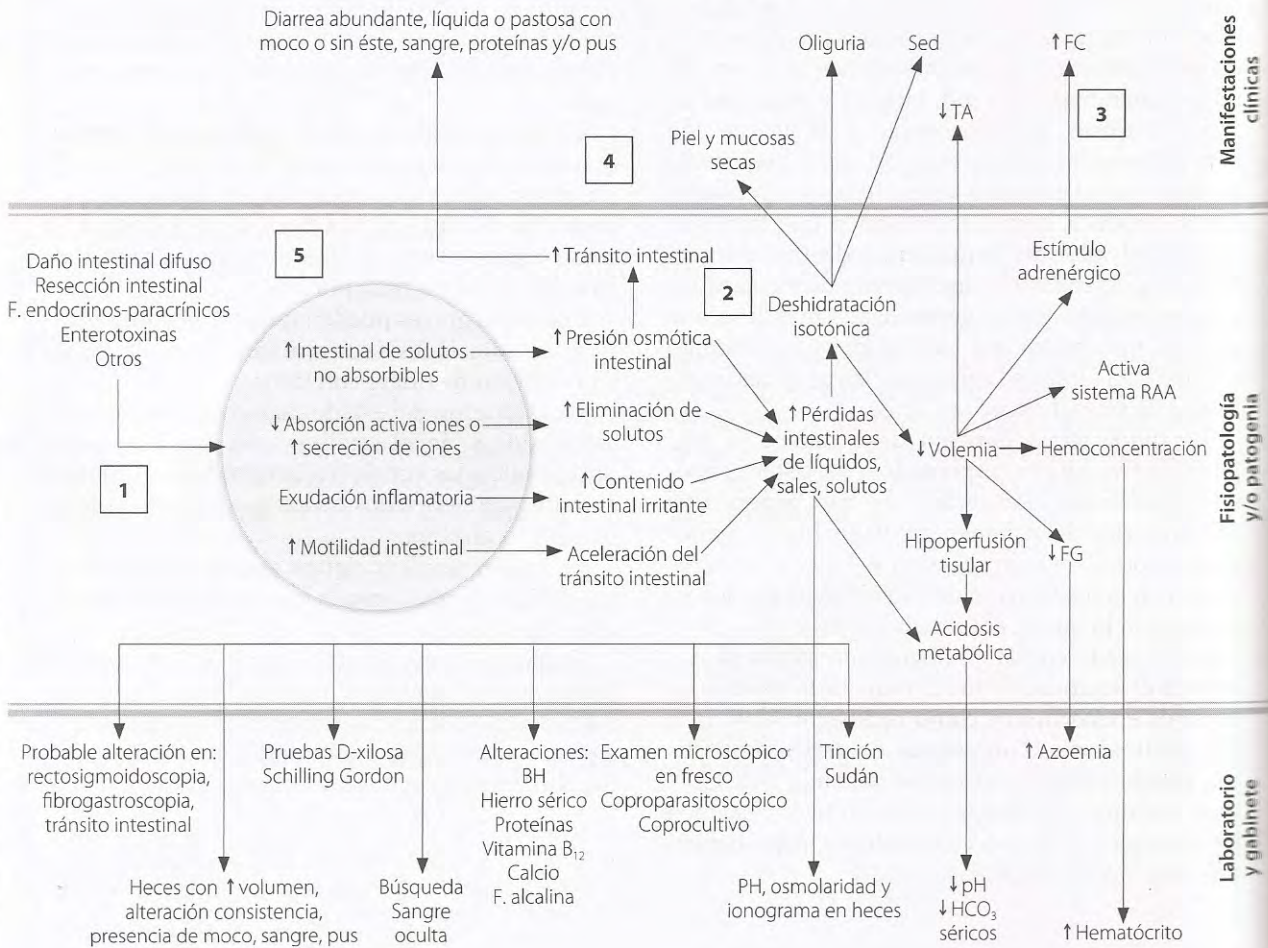 Diarrea abundante, líquida o pastosa con
moco o sin éste, sangre, proteínas y/o pus
Oliguria
Sed
↑ FC
↓ TA
3
Piel y mucosas
secas
4
Manifestaciones
clínicas
Daño intestinal difuso
Resección intestinal
F. endocrinos-paracrínicos
Enterotoxinas
Otros
5
↑ Tránsito intestinal
2
Deshidratación
isotónica
Estímulo
adrenérgico
↑ Intestinal de solutos
no absorbibles
↑ Presión osmótica
intestinal
Activa
sistema RAA
↓ Absorción activa iones o
↑ secreción de iones
↑ Eliminación de
solutos
↑ Pérdidas
intestinales
de líquidos,
sales, solutos
↓ Volemia
Hemoconcentración
1
Exudación inflamatoria
↑ Contenido
intestinal irritante
↑ Motilidad intestinal
Aceleración del
tránsito intestinal
Hipoperfusión
tisular
↓ FG
Acidosis
metabólica
Fisiopatología
y/o patogenia
Probable alteración en:
rectosigmoidoscopia,
fibrogastroscopia,
tránsito intestinal
Pruebas D-xilosa
Schilling Gordon
Alteraciones:
BH
Hierro sérico
Proteínas
Vitamina B12
Calcio
F. alcalina
Examen microscópico
en fresco
Coproparasitoscópico
Coprocultivo
Tinción
Sudán
↑ Azoemia
Heces con ↑ volumen,
alteración consistencia,
presencia de moco, sangre, pus
Búsqueda
Sangre
oculta
PH, osmolaridad y
ionograma en heces
↓ pH
↓ HCO3
séricos
↑ Hematócrito
Laboratorio
y gabinete